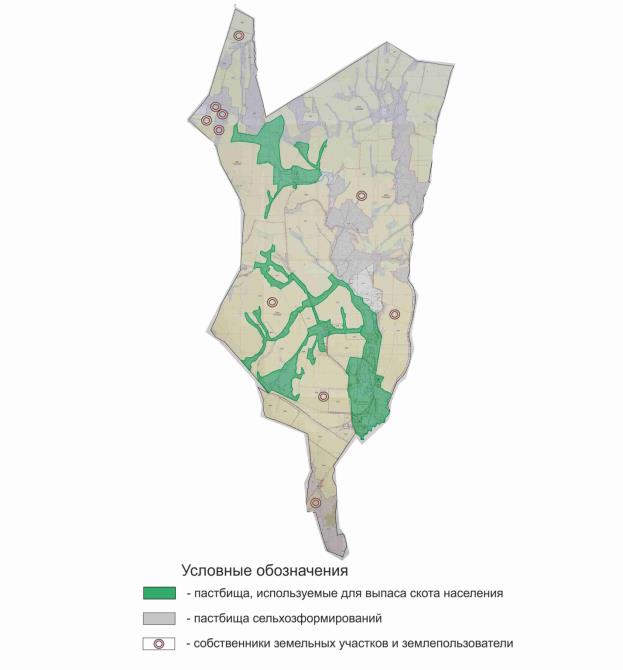 Условные обозначения
- пастбища, используемые для выпаса скота населения
- пастбища сельхозформирований
- собственники земельных участков и землепользователи